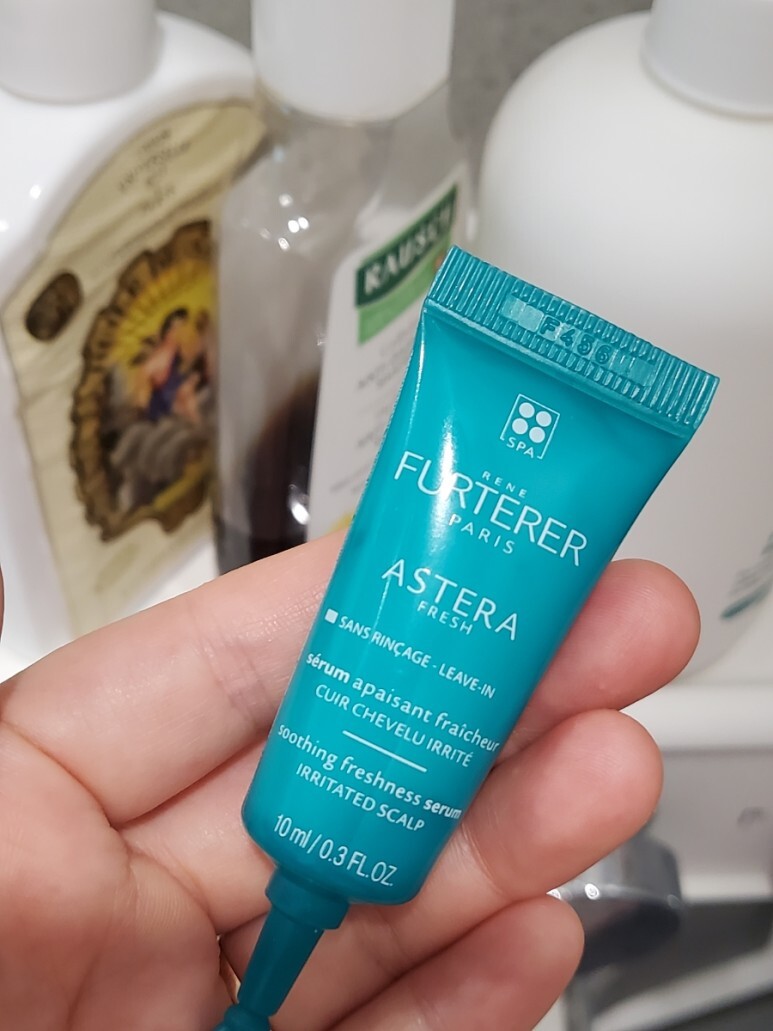 RAUSCH
F456
SPA
RENE
FURTERER
PARIS
ASTERA
FRESH
SANS RINÇAGE - LEAVE-IN
sérum apaisant fraîcheur
CUIR CHEVELU IRRITÉ
soothing freshness serum
IRRITATED SCALP
10 ml / 0.3 FL.OZ.